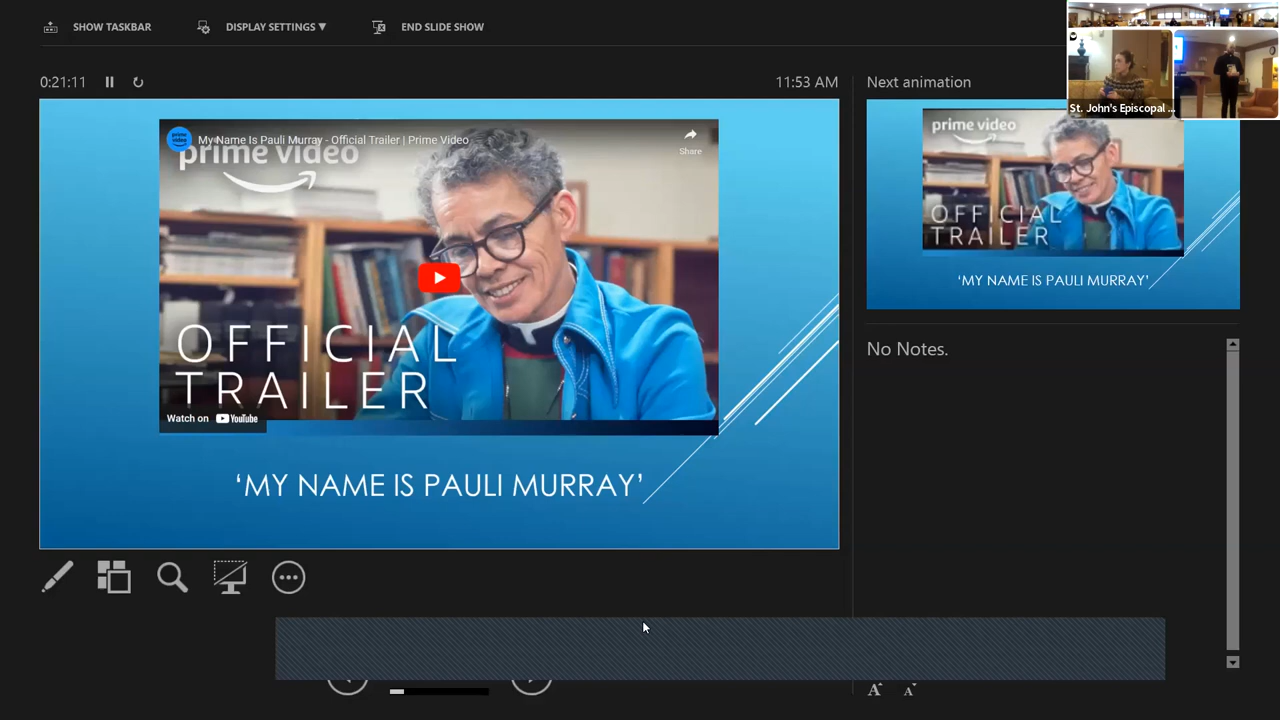 SHOW TASKBAR
DISPLAY SETTINGS ▼
END SLIDE SHOW
0:21:11
11:53 AM
Next animation
St. John's Episcopal ...
My Name Is Pauli Murray - Official Trailer | Prime Video
prime video
Share
OFFICIAL
TRAILER
Watch on YouTube
‘MY NAME IS PAULI MURRAY’
prime video
OFFICIAL
TRAILER
‘MY NAME IS PAULI MURRAY’
No Notes.
A A